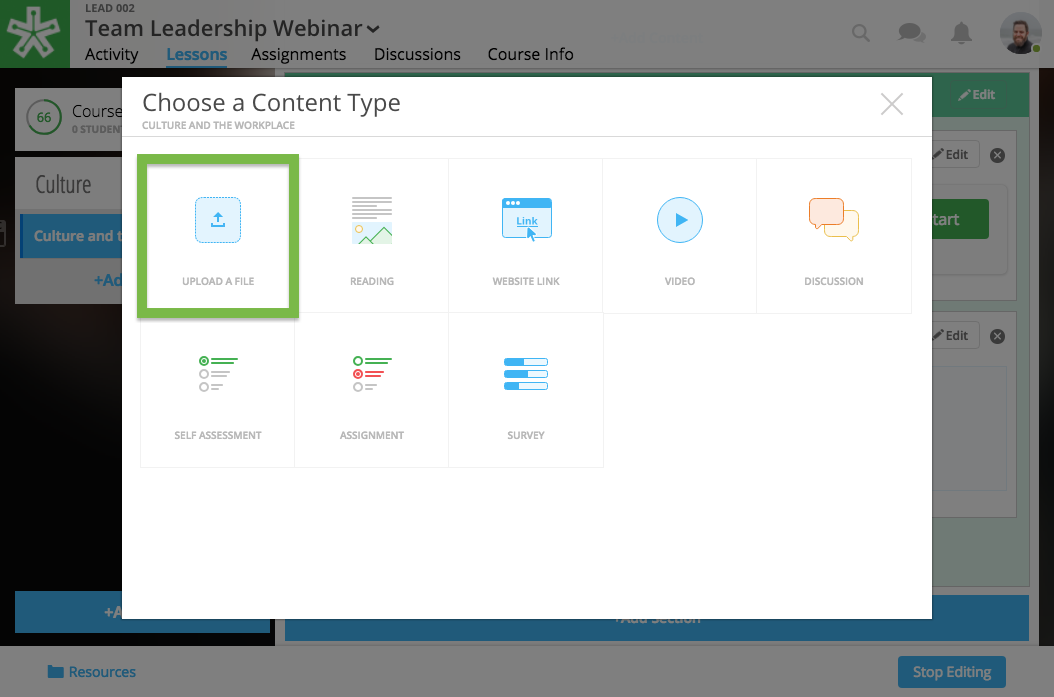 LEAD 002
Team Leadership Webinar
Activity
Lessons
Assignments
Discussions
Course Info
Choose a Content Type
CULTURE AND THE WORKPLACE
Edit
66
Course
0 STUDENT
Edit
Culture
Culture and t
Link
UPLOAD A FILE
READING
WEBSITE LINK
VIDEO
DISCUSSION
tart
+Ad
Edit
SELF ASSESSMENT
ASSIGNMENT
SURVEY
+A
+Add Section
Resources
Stop Editing